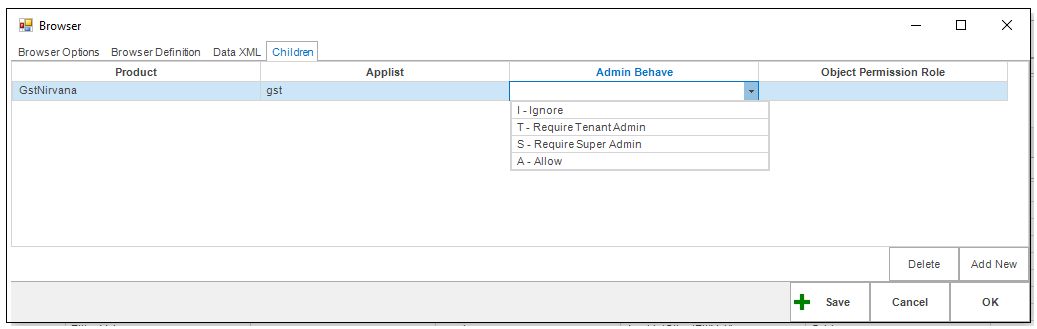 Browser
Browser Options Browser Definition Data XML Children
Product Applist Admin Behave Object Permission Role
GstNirvana gst
I - Ignore
T - Require Tenant Admin
S - Require Super Admin
A - Allow
Delete Add New
Save Cancel OK